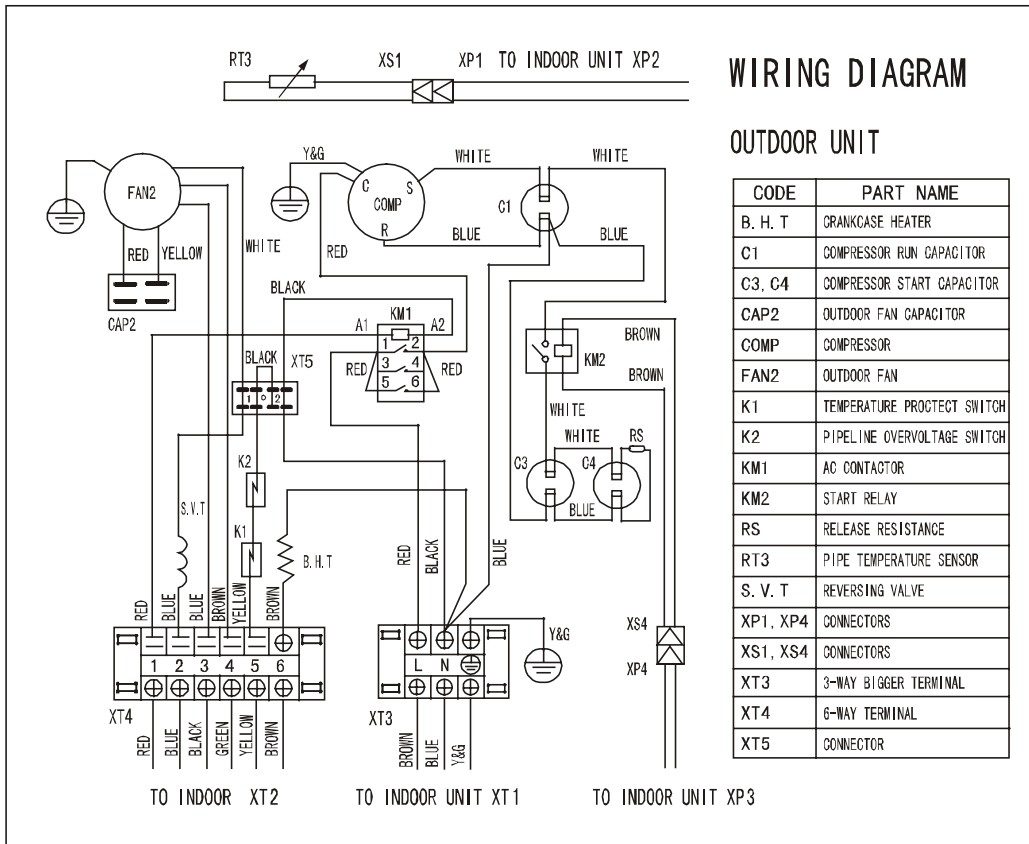 RT3 XS1 XP1 TO INDOOR UNIT XP2
WIRING DIAGRAM
OUTDOOR UNIT
CODE PART NAME
B. H. T CRANKCASE HEATER
C1 COMPRESSOR RUN CAPACITOR
C3, C4 COMPRESSOR START CAPACITOR
CAP2 OUTDOOR FAN CAPACITOR
COMP COMPRESSOR
FAN2 OUTDOOR FAN
K1 TEMPERATURE PROCTECT SWITCH
K2 PIPELINE OVERVOLTAGE SWITCH
KM1 AC CONTACTOR
KM2 START RELAY
RS RELEASE RESISTANCE
RT3 PIPE TEMPERATURE SENSOR
S. V. T REVERSING VALVE
XP1, XP4 CONNECTORS
XS1, XS4 CONNECTORS
XT3 3-WAY BIGGER TERMINAL
XT4 6-WAY TERMINAL
XT5 CONNECTOR
Y&G WHITE WHITE
FAN2 C S COMP R C1
RED YELLOW WHITE RED BLUE BLUE
CAP2
BLACK
A1 KM1 A2
1 2
3 4
5 6
RED RED
BLACK XT5
1 2
BROWN
KM2
BROWN
WHITE
WHITE RS
C3 C4
BLUE
K2
S.V.T
K1
B.H.T
RED BLACK BLUE
RED BLUE BLUE BROWN YELLOW BROWN
1 2 3 4 5 6
XT4
RED BLUE BLACK GREEN YELLOW BROWN
L N
Y&G
XT3
BROWN BLUE Y&G
XS4
XP4
TO INDOOR XT2 TO INDOOR UNIT XT1 TO INDOOR UNIT XP3